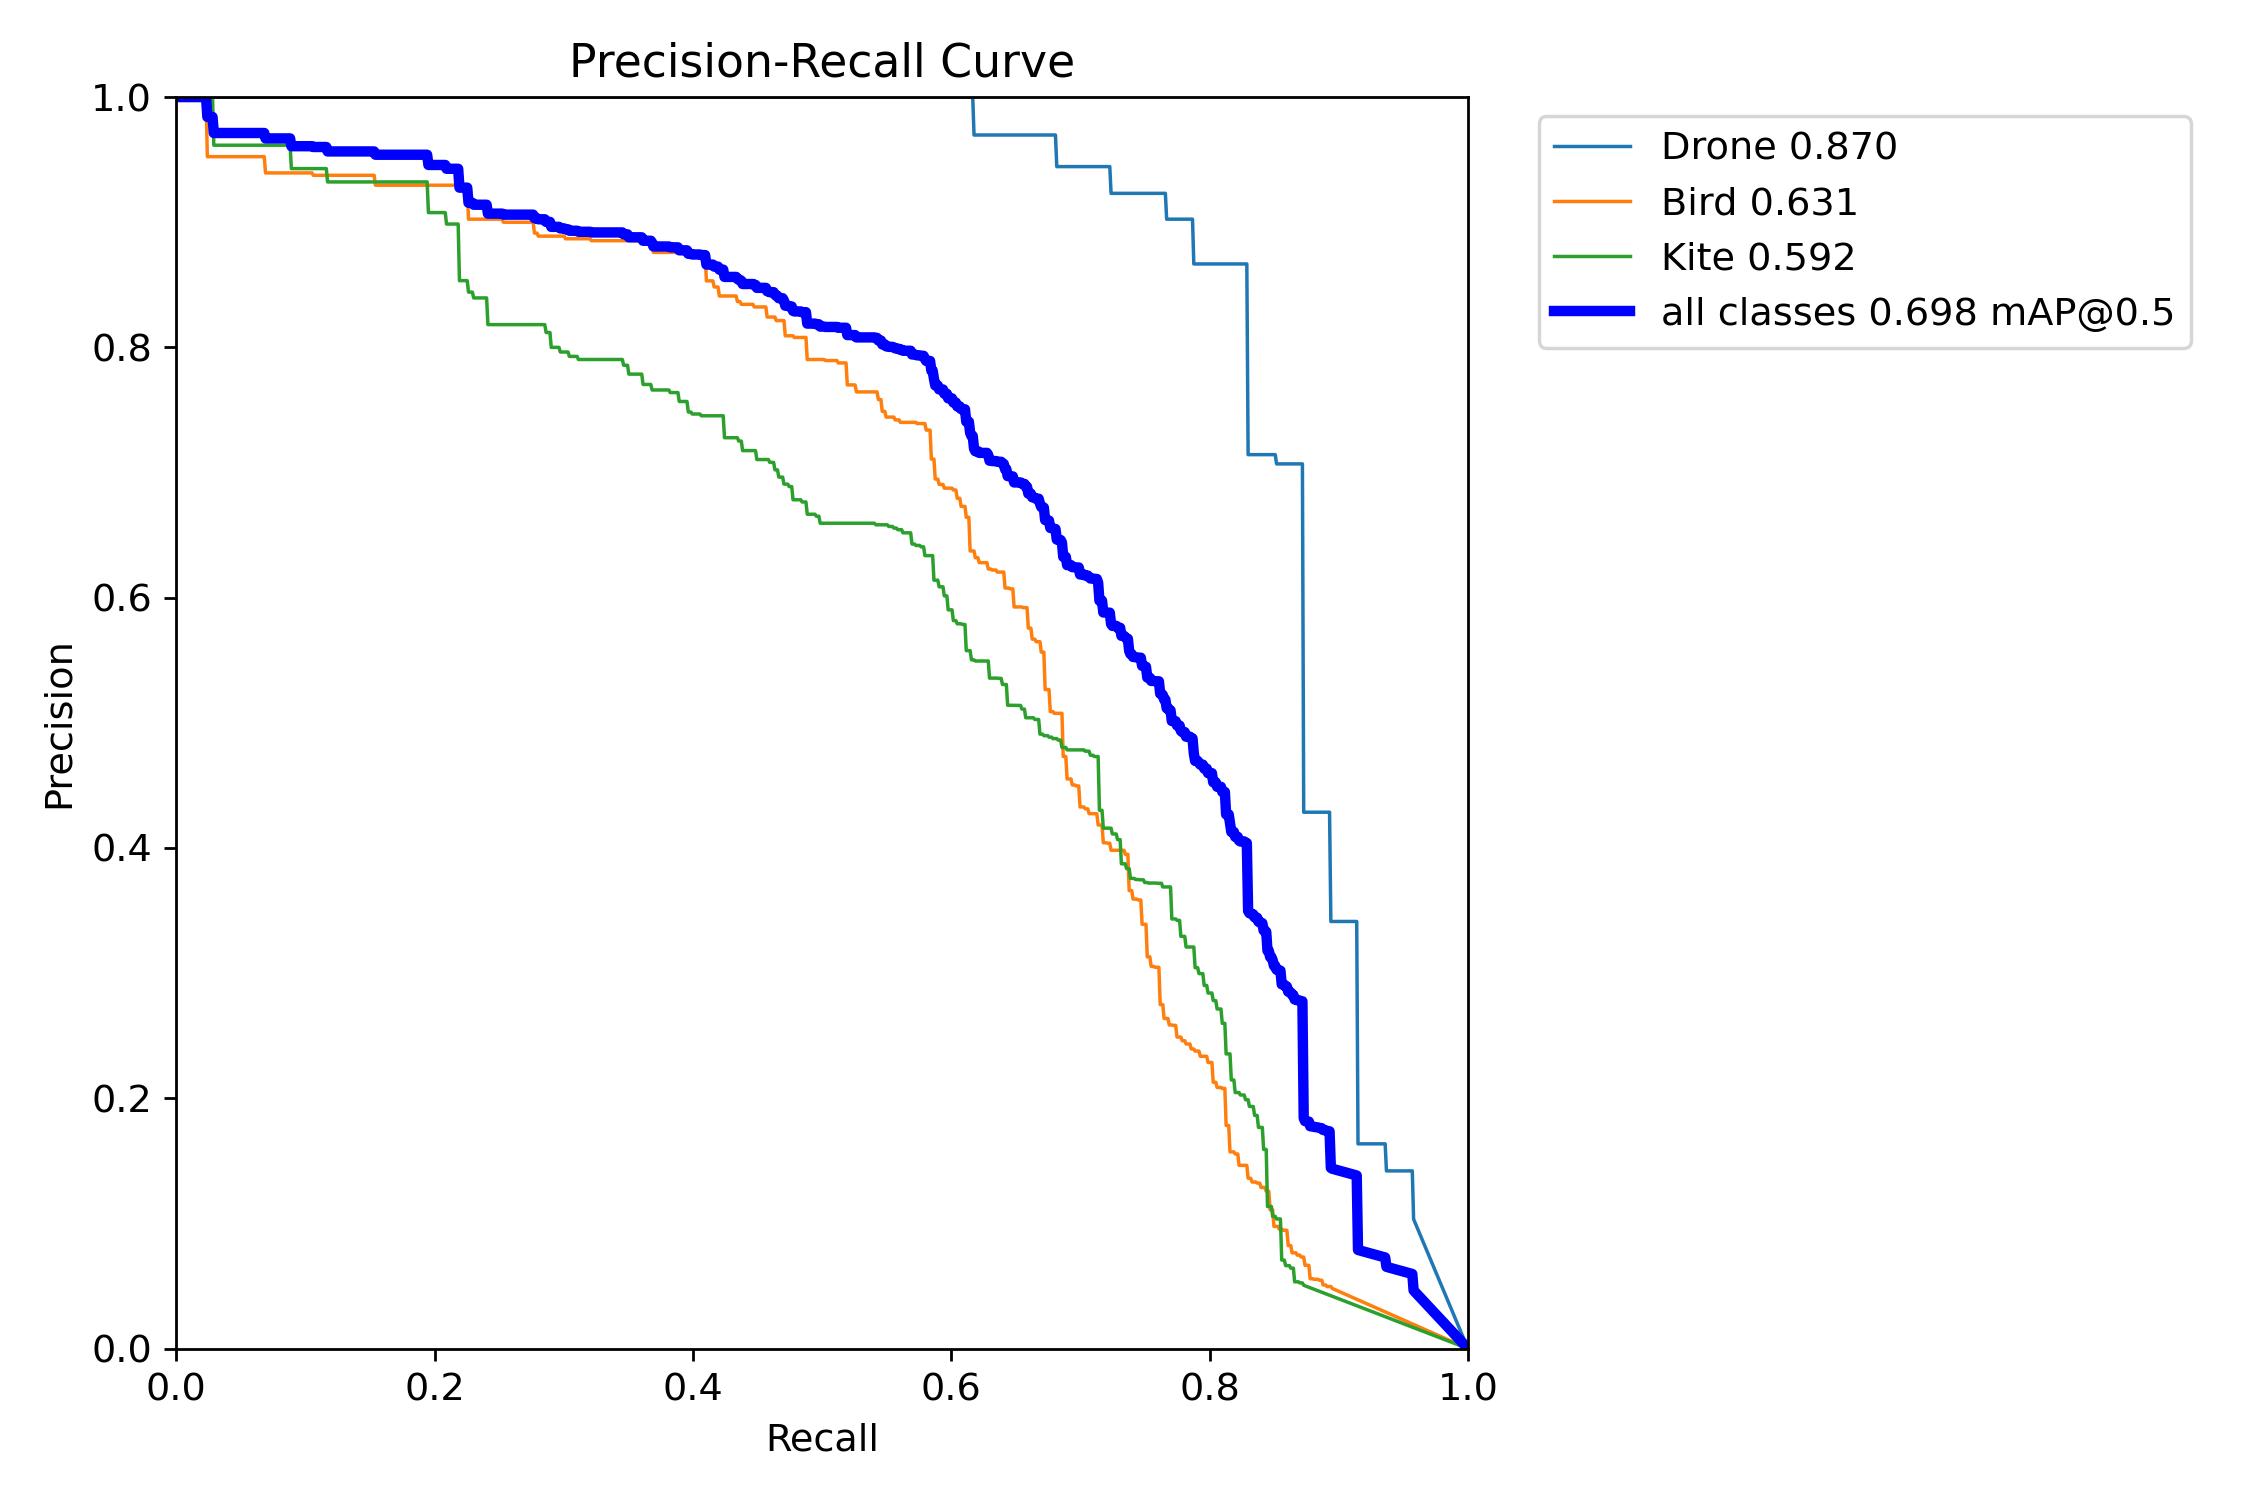 Precision-Recall Curve
1.0
0.8
0.6
0.4
0.2
0.0
Precision
0.0 0.2 0.4 0.6 0.8 1.0
Recall
Drone 0.870
Bird 0.631
Kite 0.592
all classes 0.698 mAP@0.5